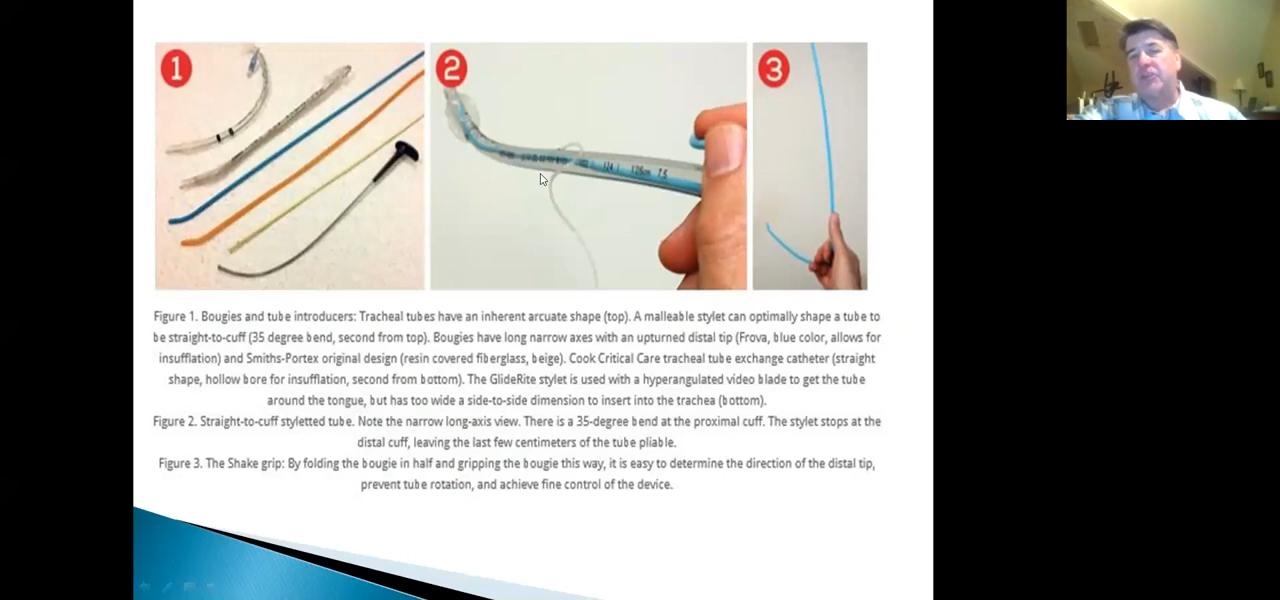 1
2
3
124 126cm 7.5
Figure 1. Bougies and tube introducers: Tracheal tubes have an inherent arcuate shape (top). A malleable stylet can optimally shape a tube to
be straight-to-cuff (35 degree bend, second from top). Bougies have long narrow axes with an upturned distal tip (Frova, blue color, allows for
insufflation) and Smiths-Portex original design (resin covered fiberglass, beige). Cook Critical Care tracheal tube exchange catheter (straight
shape, hollow bore for insufflation, second from bottom). The GlideRite stylet is used with a hyperangulated video blade to get the tube
around the tongue, but has too wide a side-to-side dimension to insert into the trachea (bottom).
Figure 2. Straight-to-cuff styletted tube. Note the narrow long-axis view. There is a 35-degree bend at the proximal cuff. The stylet stops at the
distal cuff, leaving the last few centimeters of the tube pliable.
Figure 3. The Shake grip: By folding the bougie in half and gripping the bougie this way, it is easy to determine the direction of the distal tip,
prevent tube rotation, and achieve fine control of the device.